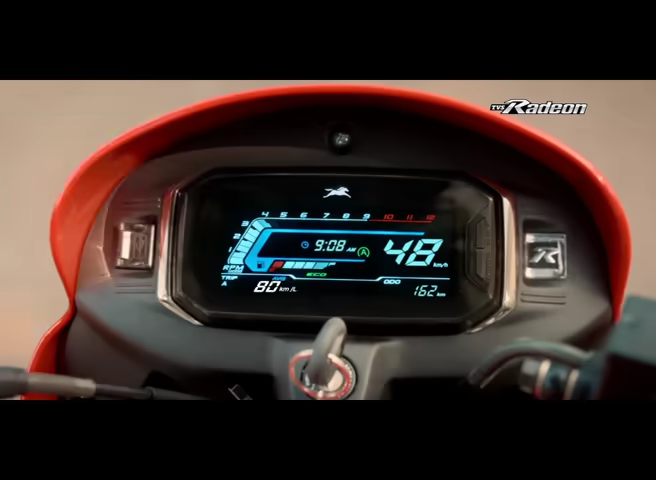 TVS Radeon
3 4 5 6 7 8 9 10 11 12
2
9:08 AM A
48 km/h
1
RPM
ECO
TRIP A
AVG
80 km/L
ODO
162 km
R